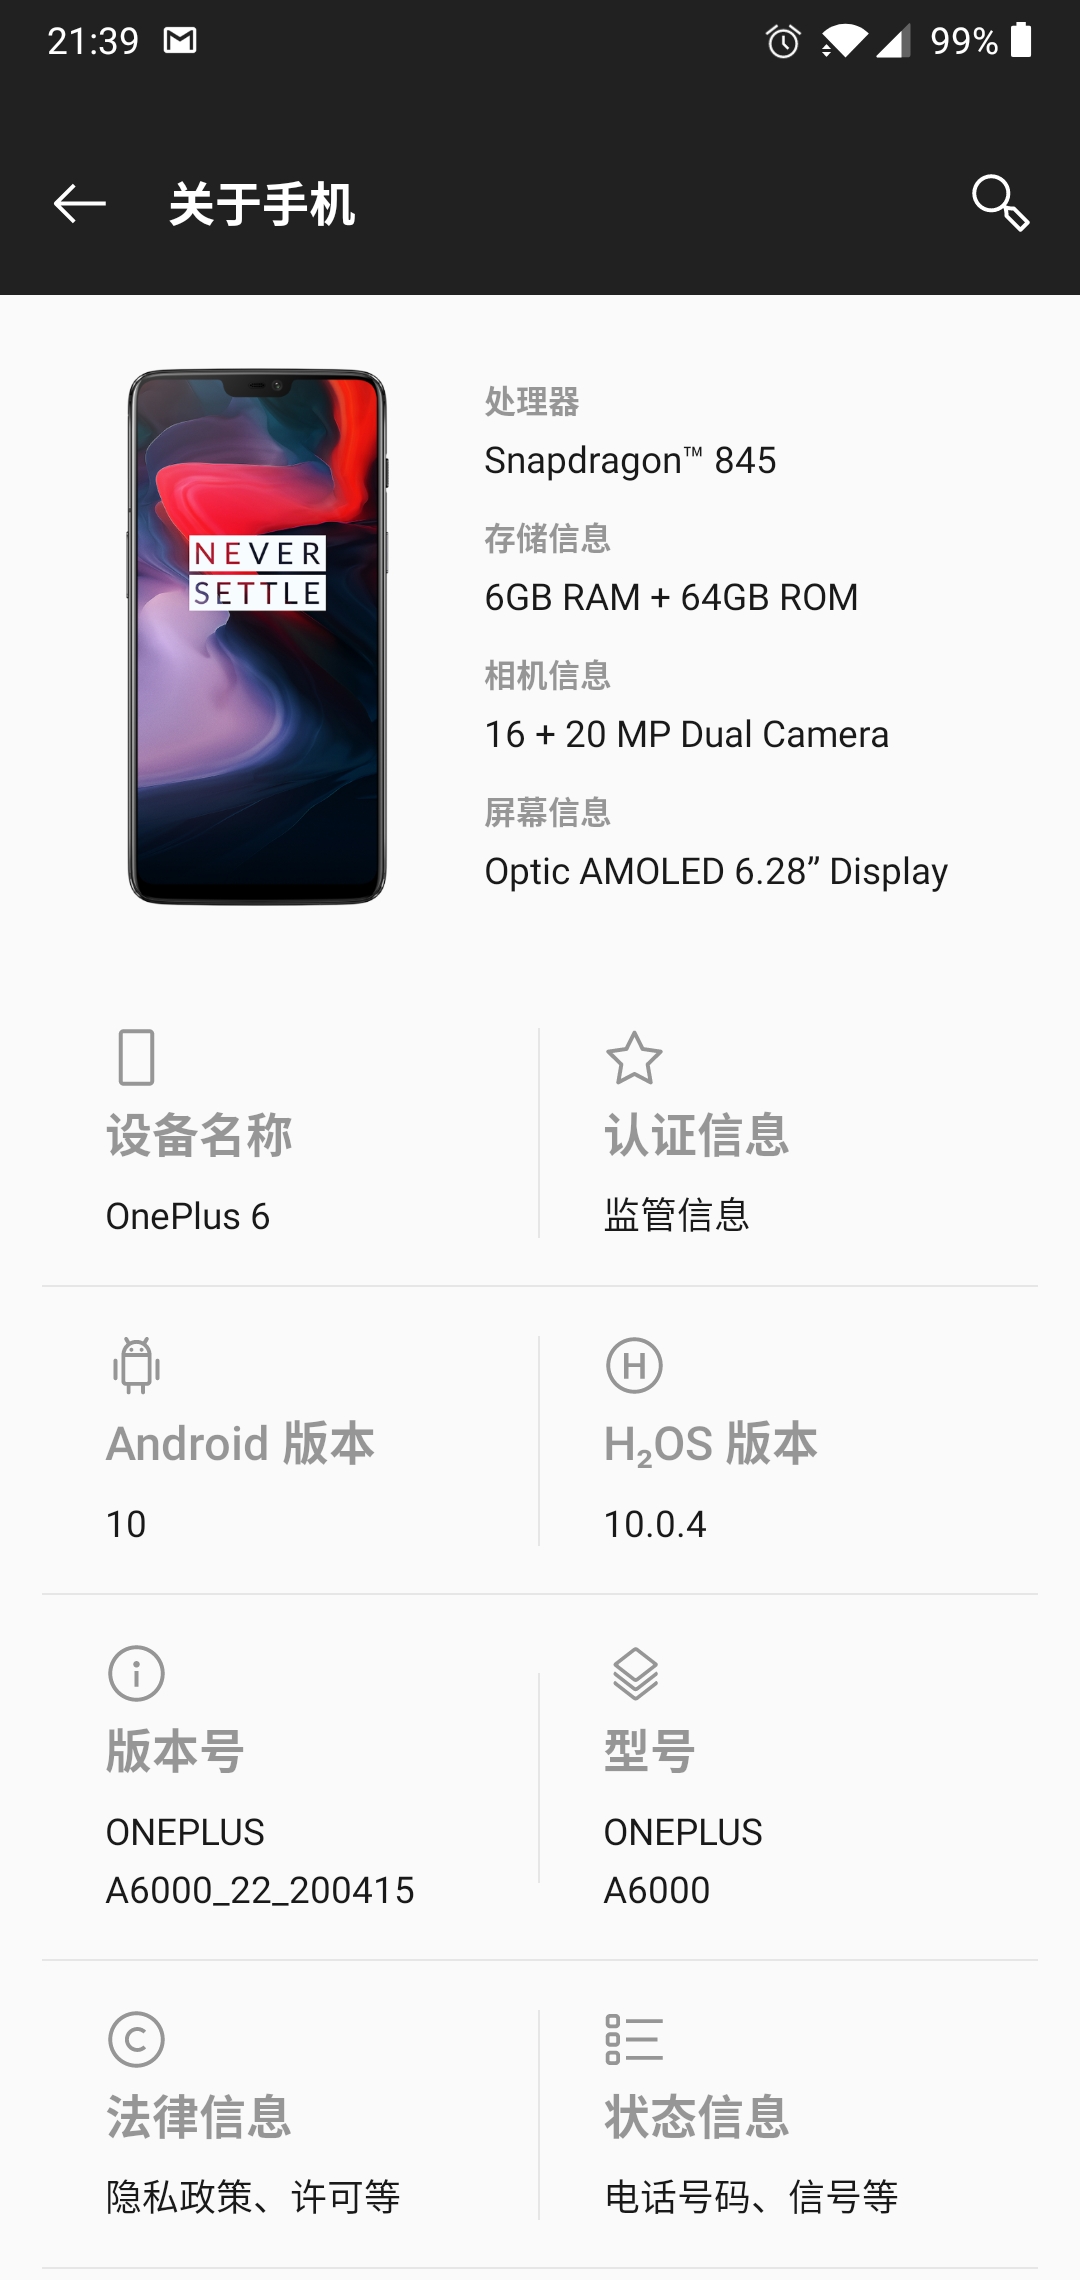 21:39
99%
关于手机
NEVER
SETTLE
处理器
Snapdragon™ 845
存储信息
6GB RAM + 64GB ROM
相机信息
16 + 20 MP Dual Camera
屏幕信息
Optic AMOLED 6.28” Display
设备名称
OnePlus 6
认证信息
监管信息
Android 版本
10
H
H₂OS 版本
10.0.4
版本号
ONEPLUS
A6000_22_200415
型号
ONEPLUS
A6000
法律信息
隐私政策、许可等
状态信息
电话号码、信号等